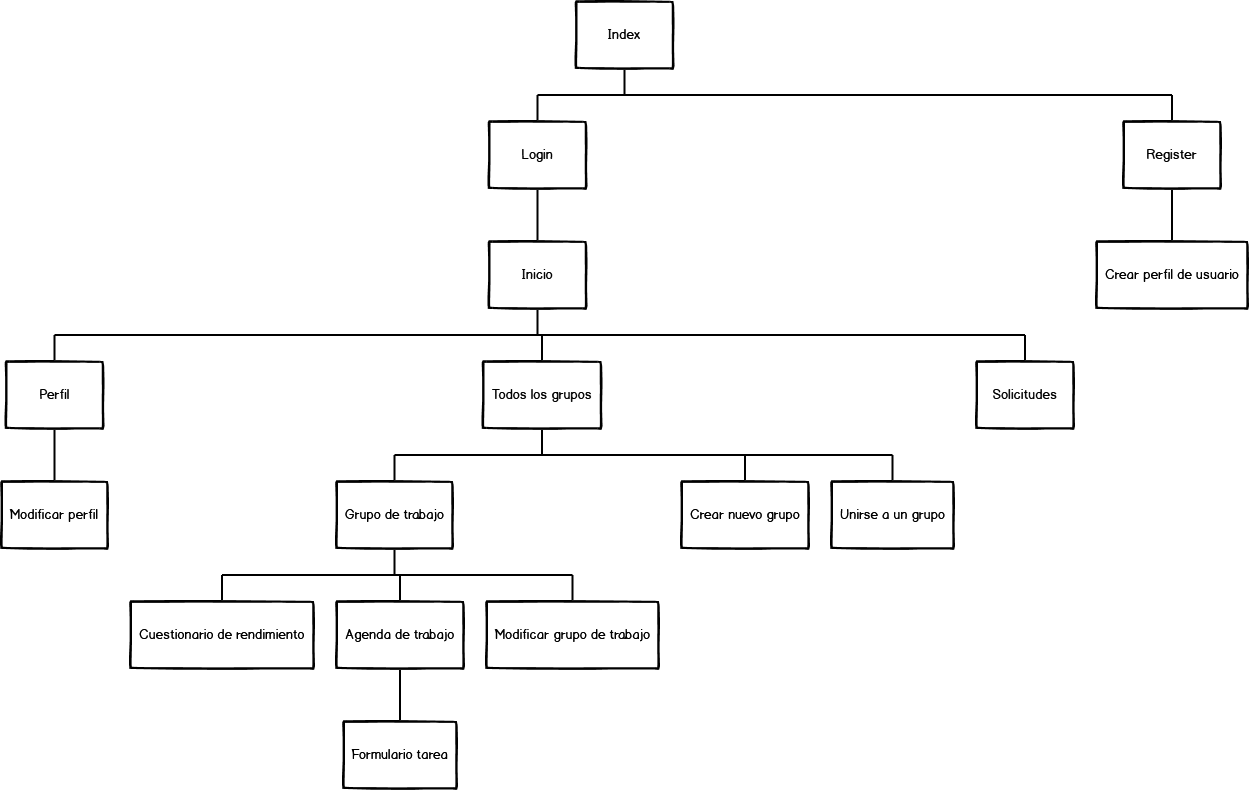 Index
Login
Register
Inicio
Crear perfil de usuario
Perfil
Todos los grupos
Solicitudes
Modificar perfil
Grupo de trabajo
Crear nuevo grupo
Unirse a un grupo
Cuestionario de rendimiento
Agenda de trabajo
Modificar grupo de trabajo
Formulario tarea